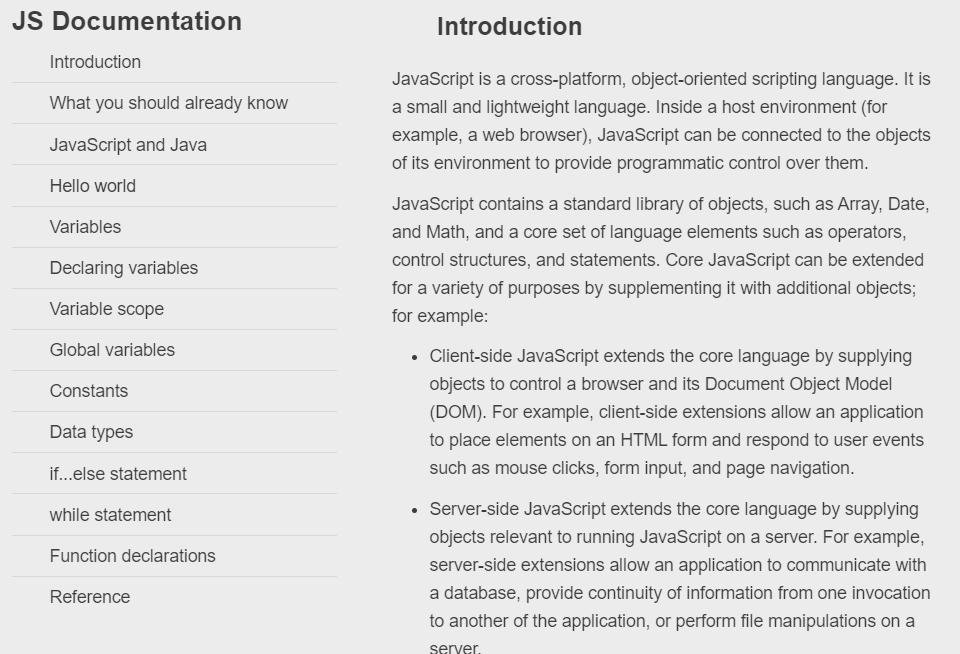 JS Documentation
Introduction
What you should already know
JavaScript and Java
Hello world
Variables
Declaring variables
Variable scope
Global variables
Constants
Data types
if...else statement
while statement
Function declarations
Reference
Introduction
JavaScript is a cross-platform, object-oriented scripting language. It is
a small and lightweight language. Inside a host environment (for
example, a web browser), JavaScript can be connected to the objects
of its environment to provide programmatic control over them.
JavaScript contains a standard library of objects, such as Array, Date,
and Math, and a core set of language elements such as operators,
control structures, and statements. Core JavaScript can be extended
for a variety of purposes by supplementing it with additional objects;
for example:
• Client-side JavaScript extends the core language by supplying
objects to control a browser and its Document Object Model
(DOM). For example, client-side extensions allow an application
to place elements on an HTML form and respond to user events
such as mouse clicks, form input, and page navigation.
• Server-side JavaScript extends the core language by supplying
objects relevant to running JavaScript on a server. For example,
server-side extensions allow an application to communicate with
a database, provide continuity of information from one invocation
to another of the application, or perform file manipulations on a
server.